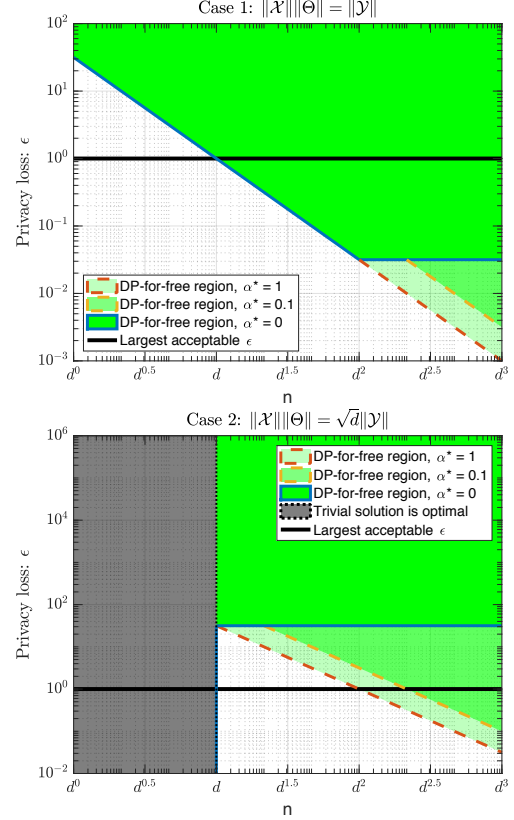 Case 1: ‖𝒳‖‖Θ‖ = ‖𝒴‖
10^2
10^1
10^0
10^-1
10^-2
10^-3
Privacy loss: ϵ
DP-for-free region, α* = 1
DP-for-free region, α* = 0.1
DP-for-free region, α* = 0
Largest acceptable ϵ
d^0 d^0.5 d d^1.5 d^2 d^2.5 d^3
n
Case 2: ‖𝒳‖‖Θ‖ = √d‖𝒴‖
10^6
10^4
10^2
10^0
10^-2
Privacy loss: ϵ
DP-for-free region, α* = 1
DP-for-free region, α* = 0.1
DP-for-free region, α* = 0
Trivial solution is optimal
Largest acceptable ϵ
d^0 d^0.5 d d^1.5 d^2 d^2.5 d^3
n